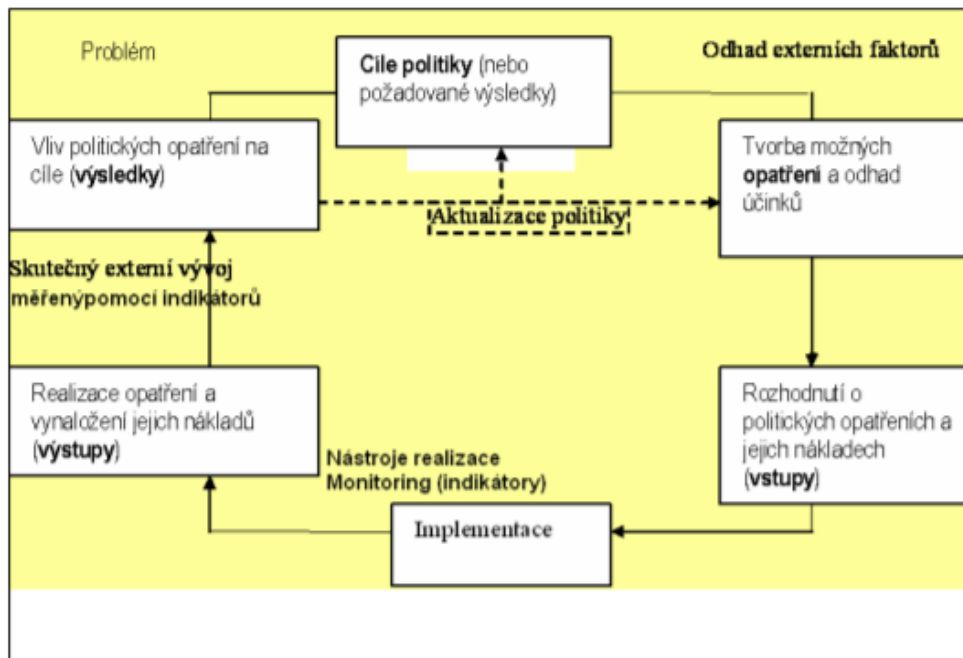 Problém
Cíle politiky (nebo
požadované výsledky)
Odhad externích faktorů
Vliv politických opatření na
cíle (výsledky)
Tvorba možných
opatření a odhad
účinků
Aktualizace politiky
Skutečný externí vývoj
měřenýpomocí indikátorů
Realizace opatření a
vynaložení jejich nákladů
(výstupy)
Rozhodnutí o
politických opatřeních a
jejich nákladech
(vstupy)
Nástroje realizace
Monitoring (indikátory)
Implementace